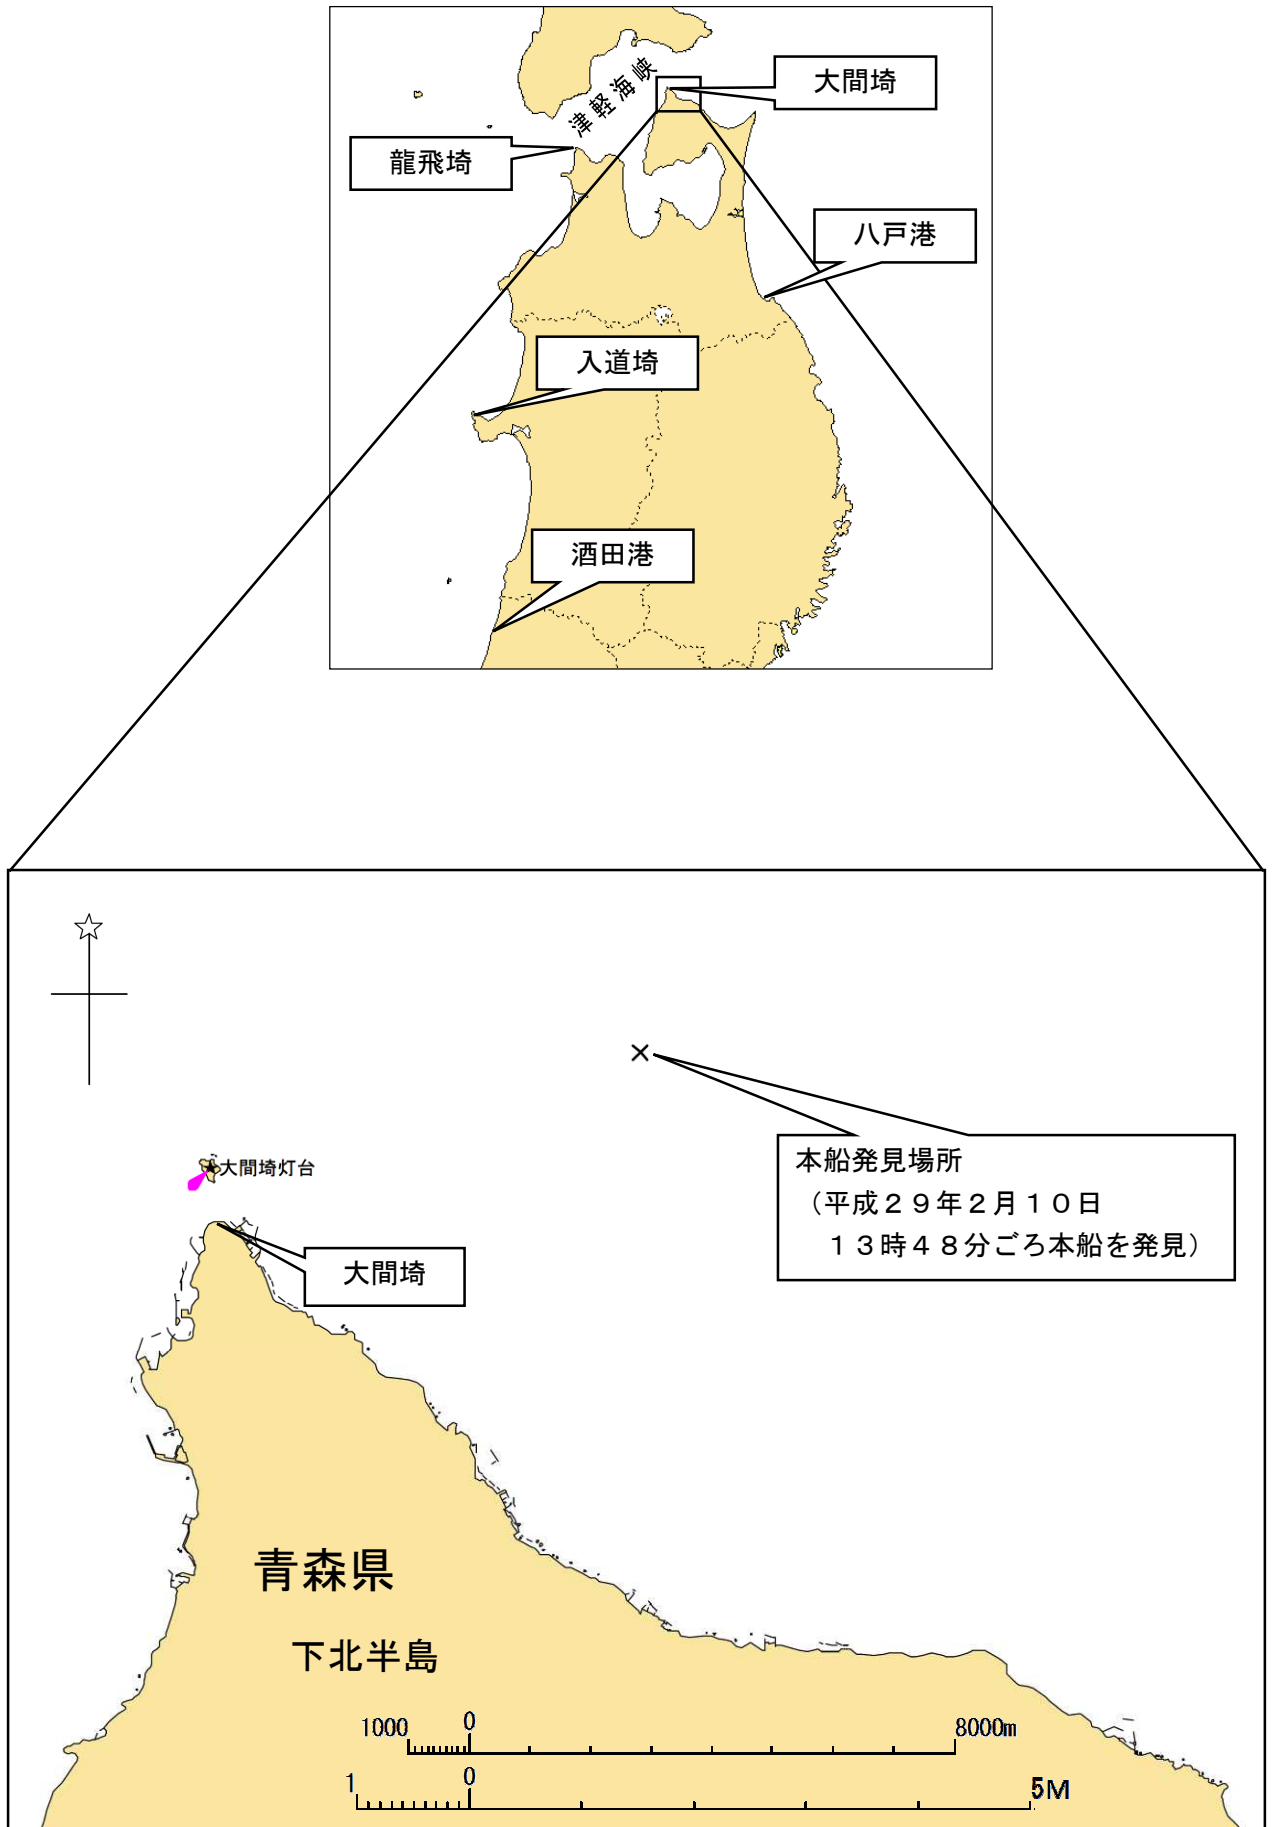 大間埼
津軽海峡
龍飛埼
八戸港
入道埼
酒田港
本船発見場所
（平成２９年２月１０日
１３時４８分ごろ本船を発見）
大間埼灯台
大間埼
青森県
下北半島
1000 0 8000m
1 0 5M